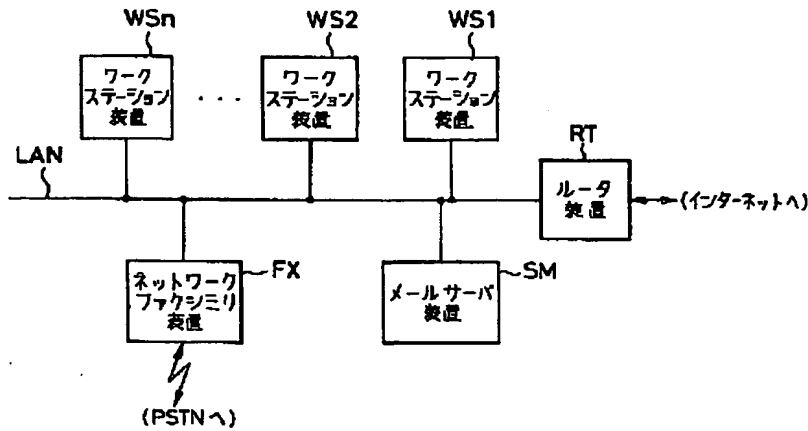 WSn
WS2
WS1
ワーク
ステーション
装置
...
ワーク
ステーション
装置
ワーク
ステーション
装置
RT
LAN
ルータ
装置
(インターネットへ)
ネットワーク
ファクシミリ
装置
FX
メールサーバ
装置
SM
(PSTNへ)